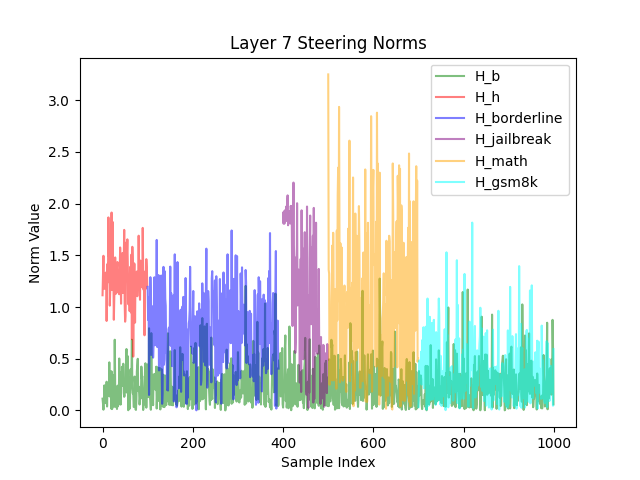 Layer 7 Steering Norms
H_b
H_h
H_borderline
H_jailbreak
H_math
H_gsm8k
Norm Value
3.0
2.5
2.0
1.5
1.0
0.5
0.0
0 200 400 600 800 1000
Sample Index